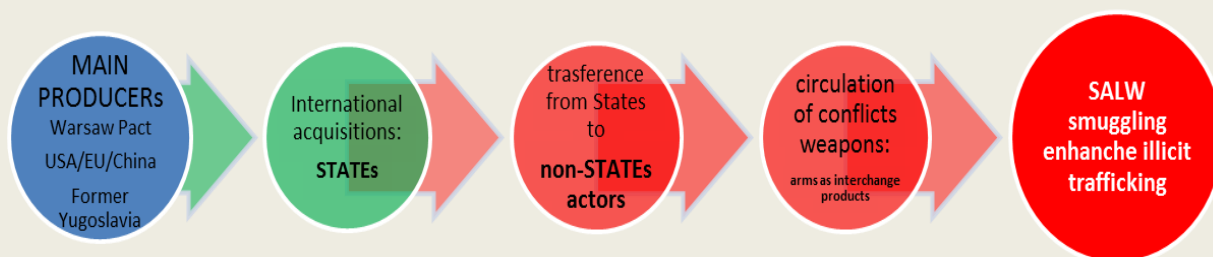 MAIN
PRODUCERs
Warsaw Pact
USA/EU/China
Former
Yugoslavia
International
acquisitions:
STATEs
trasference
from States
to
non-STATEs
actors
circulation
of conflicts
weapons:
arms as interchange
products
SALW
smuggling
enhanche illicit
trafficking